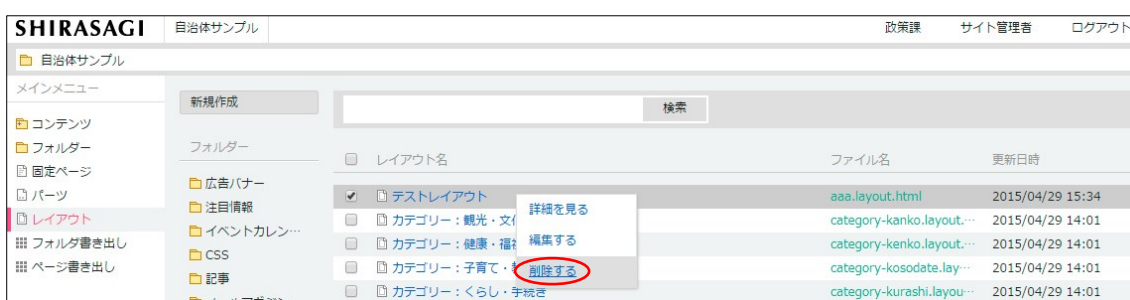 SHIRASAGI 自治体サンプル 政策課 サイト管理者 ログアウト
自治体サンプル
メインメニュー
コンテンツ
フォルダー
固定ページ
パーツ
レイアウト
フォルダ書き出し
ページ書き出し
新規作成
フォルダー
広告バナー
注目情報
イベントカレン…
CSS
記事
検索
レイアウト名 ファイル名 更新日時
テストレイアウト aaa.layout.html 2015/04/29 15:34
カテゴリー：観光・文 category-kanko.layout.… 2015/04/29 14:01
カテゴリー：健康・福 category-kenko.layout.… 2015/04/29 14:01
カテゴリー：子育て・ category-kosodate.lay… 2015/04/29 14:01
カテゴリー：くらし・手続き category-kurashi.layou… 2015/04/29 14:01
詳細を見る
編集する
削除する